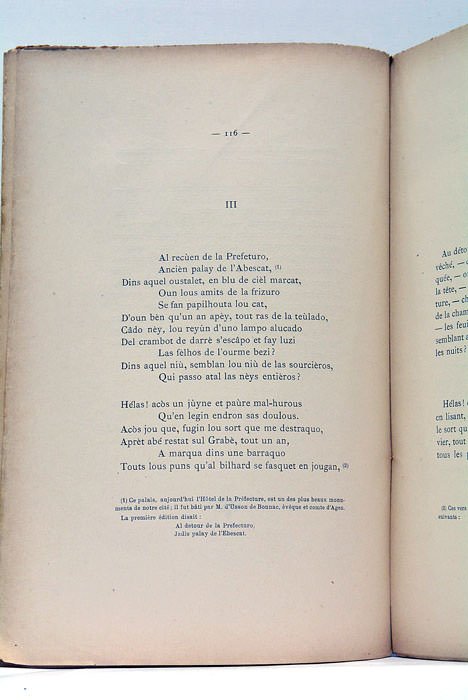 — 116 —
III
Al recùen de la Prefeturo,
Ancièn palay de l'Abescat, (1)
Dins aquel oustalet, en blu de cièl marcat,
Oun lous amits de la frizuro
Se fan papilhouta lou cat,
D'oun bèn qu'un an apèy, tout ras de la teùlado,
Câdo nèy, lou reyùn d'uno lampo alucado
Del crambot de darrè s'escâpo et fay luzi
Las fèlhos de l'ourme bezi?
Dins aquel niù, semblan lou niù de las sourcièros,
Qui passo atal las nèys entièros?
Hélas! acòs un jùyne et paùre mal-hurous
Qu'en legin endron sas doulous.
Acòs jou que, fugin lou sort que me destraquo,
Aprèt abé restat sul Grabè, tout un an,
A marqua dins une barraquo
Touts lous puns qu'al bilhard se fasquet en jougan, (2)
(1) Ce palais, aujourd'hui l'Hôtel de la Préfecture, est un des plus beaux monu-
ments de notre cité; il fut bâti par M. d'Usson de Bonnac, évêque et comte d'Agen.
La première édition disait :
Al detour de la Prefecturo,
Jadis palay de l'Ebescat.
Au déto
véché, —
quée, — o
la tête, —
ture, — ch
de la cham
— les feu
semblant a
les nuits?
Hélas!
en lisant,
le sort qu
vier, tout
tous les p
(2) Ces vers
suivants :